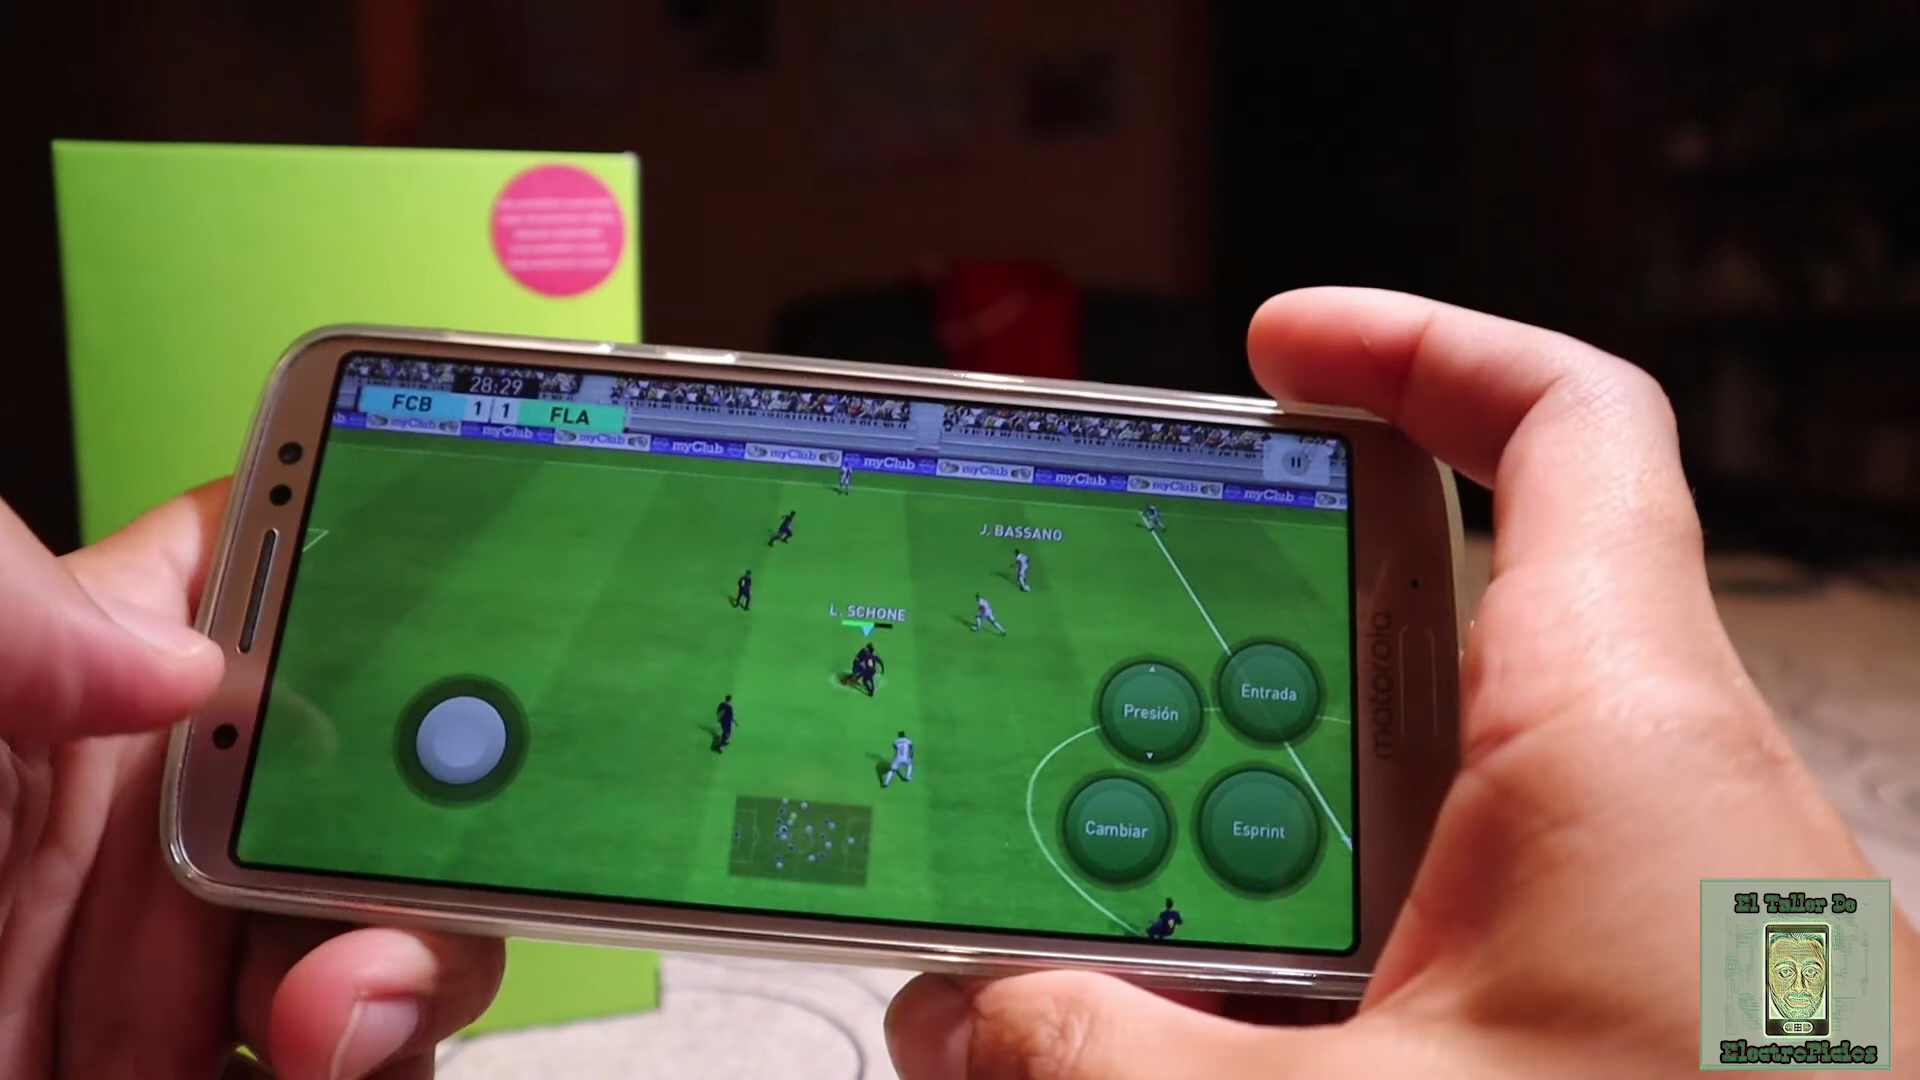 28:29
FCB 1 1 FLA
myClub myClub myClub myClub myClub myClub myClub myClub myClub myClub
J. BASSANO
L. SCHONE
Presión
Entrada
Cambiar
Esprint
motorola
El Taller De
ElectroPicios